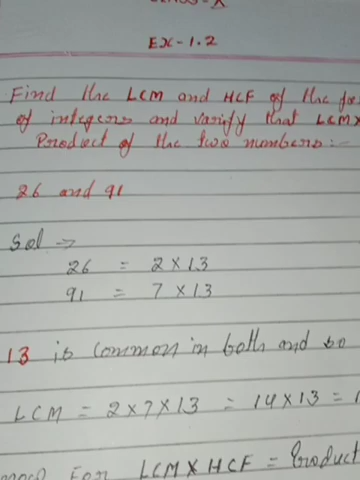 EX-1.2
Find the LCM and HCF of the
of integers and varify that LCM×
Product of the two numbers:-
26 and 91
Sol →
26 = 2×13
91 = 7×13
13 is common in both and so
LCM = 2×7×13 = 14×13 = 1
For LCM×HCF = Product